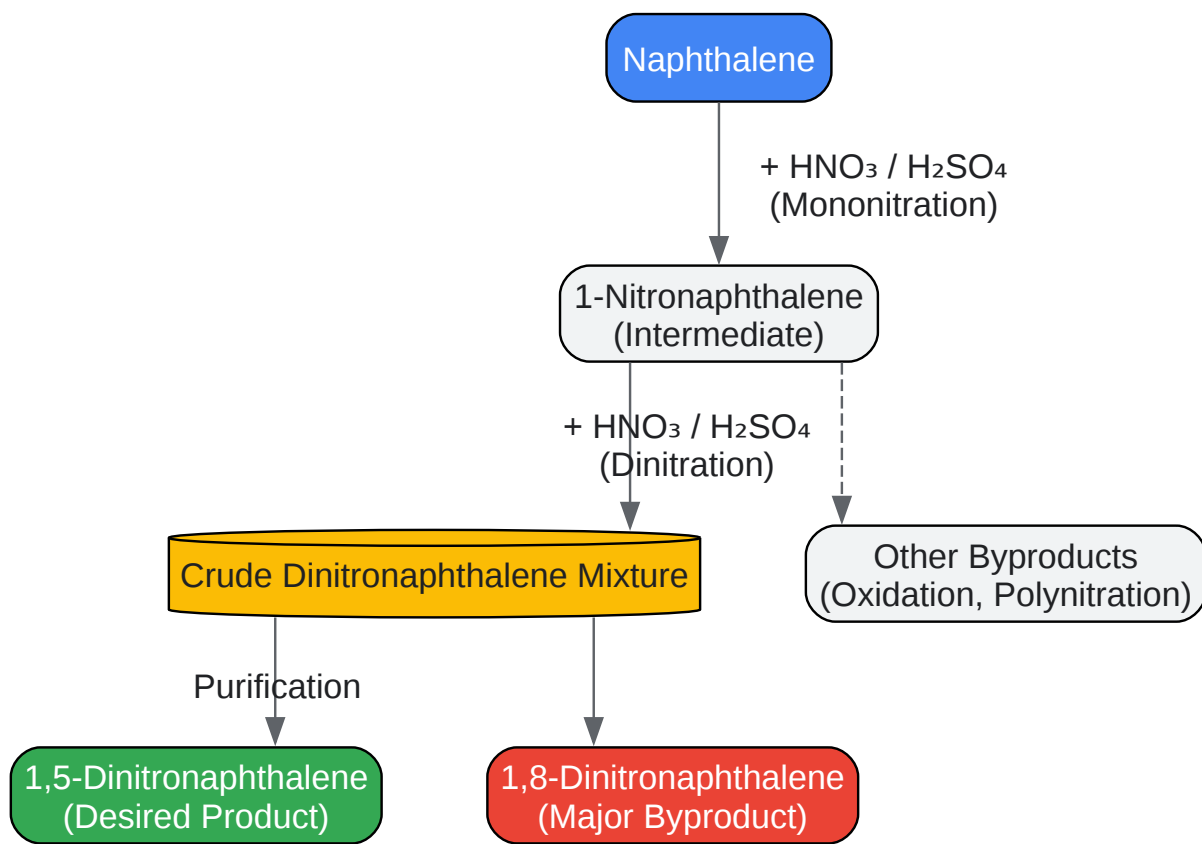 Naphthalene
+ HNO₃ / H₂SO₄
(Mononitration)
1-Nitronaphthalene
(Intermediate)
+ HNO₃ / H₂SO₄
(Dinitration)
Crude Dinitronaphthalene Mixture
Other Byproducts
(Oxidation, Polynitration)
Purification
1,5-Dinitronaphthalene
(Desired Product)
1,8-Dinitronaphthalene
(Major Byproduct)